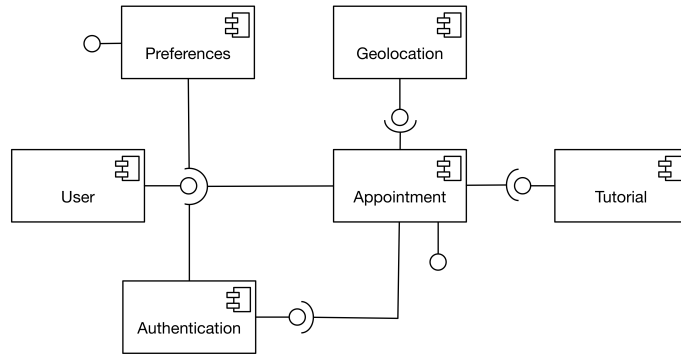 Preferences
Geolocation
User
Appointment
Tutorial
Authentication